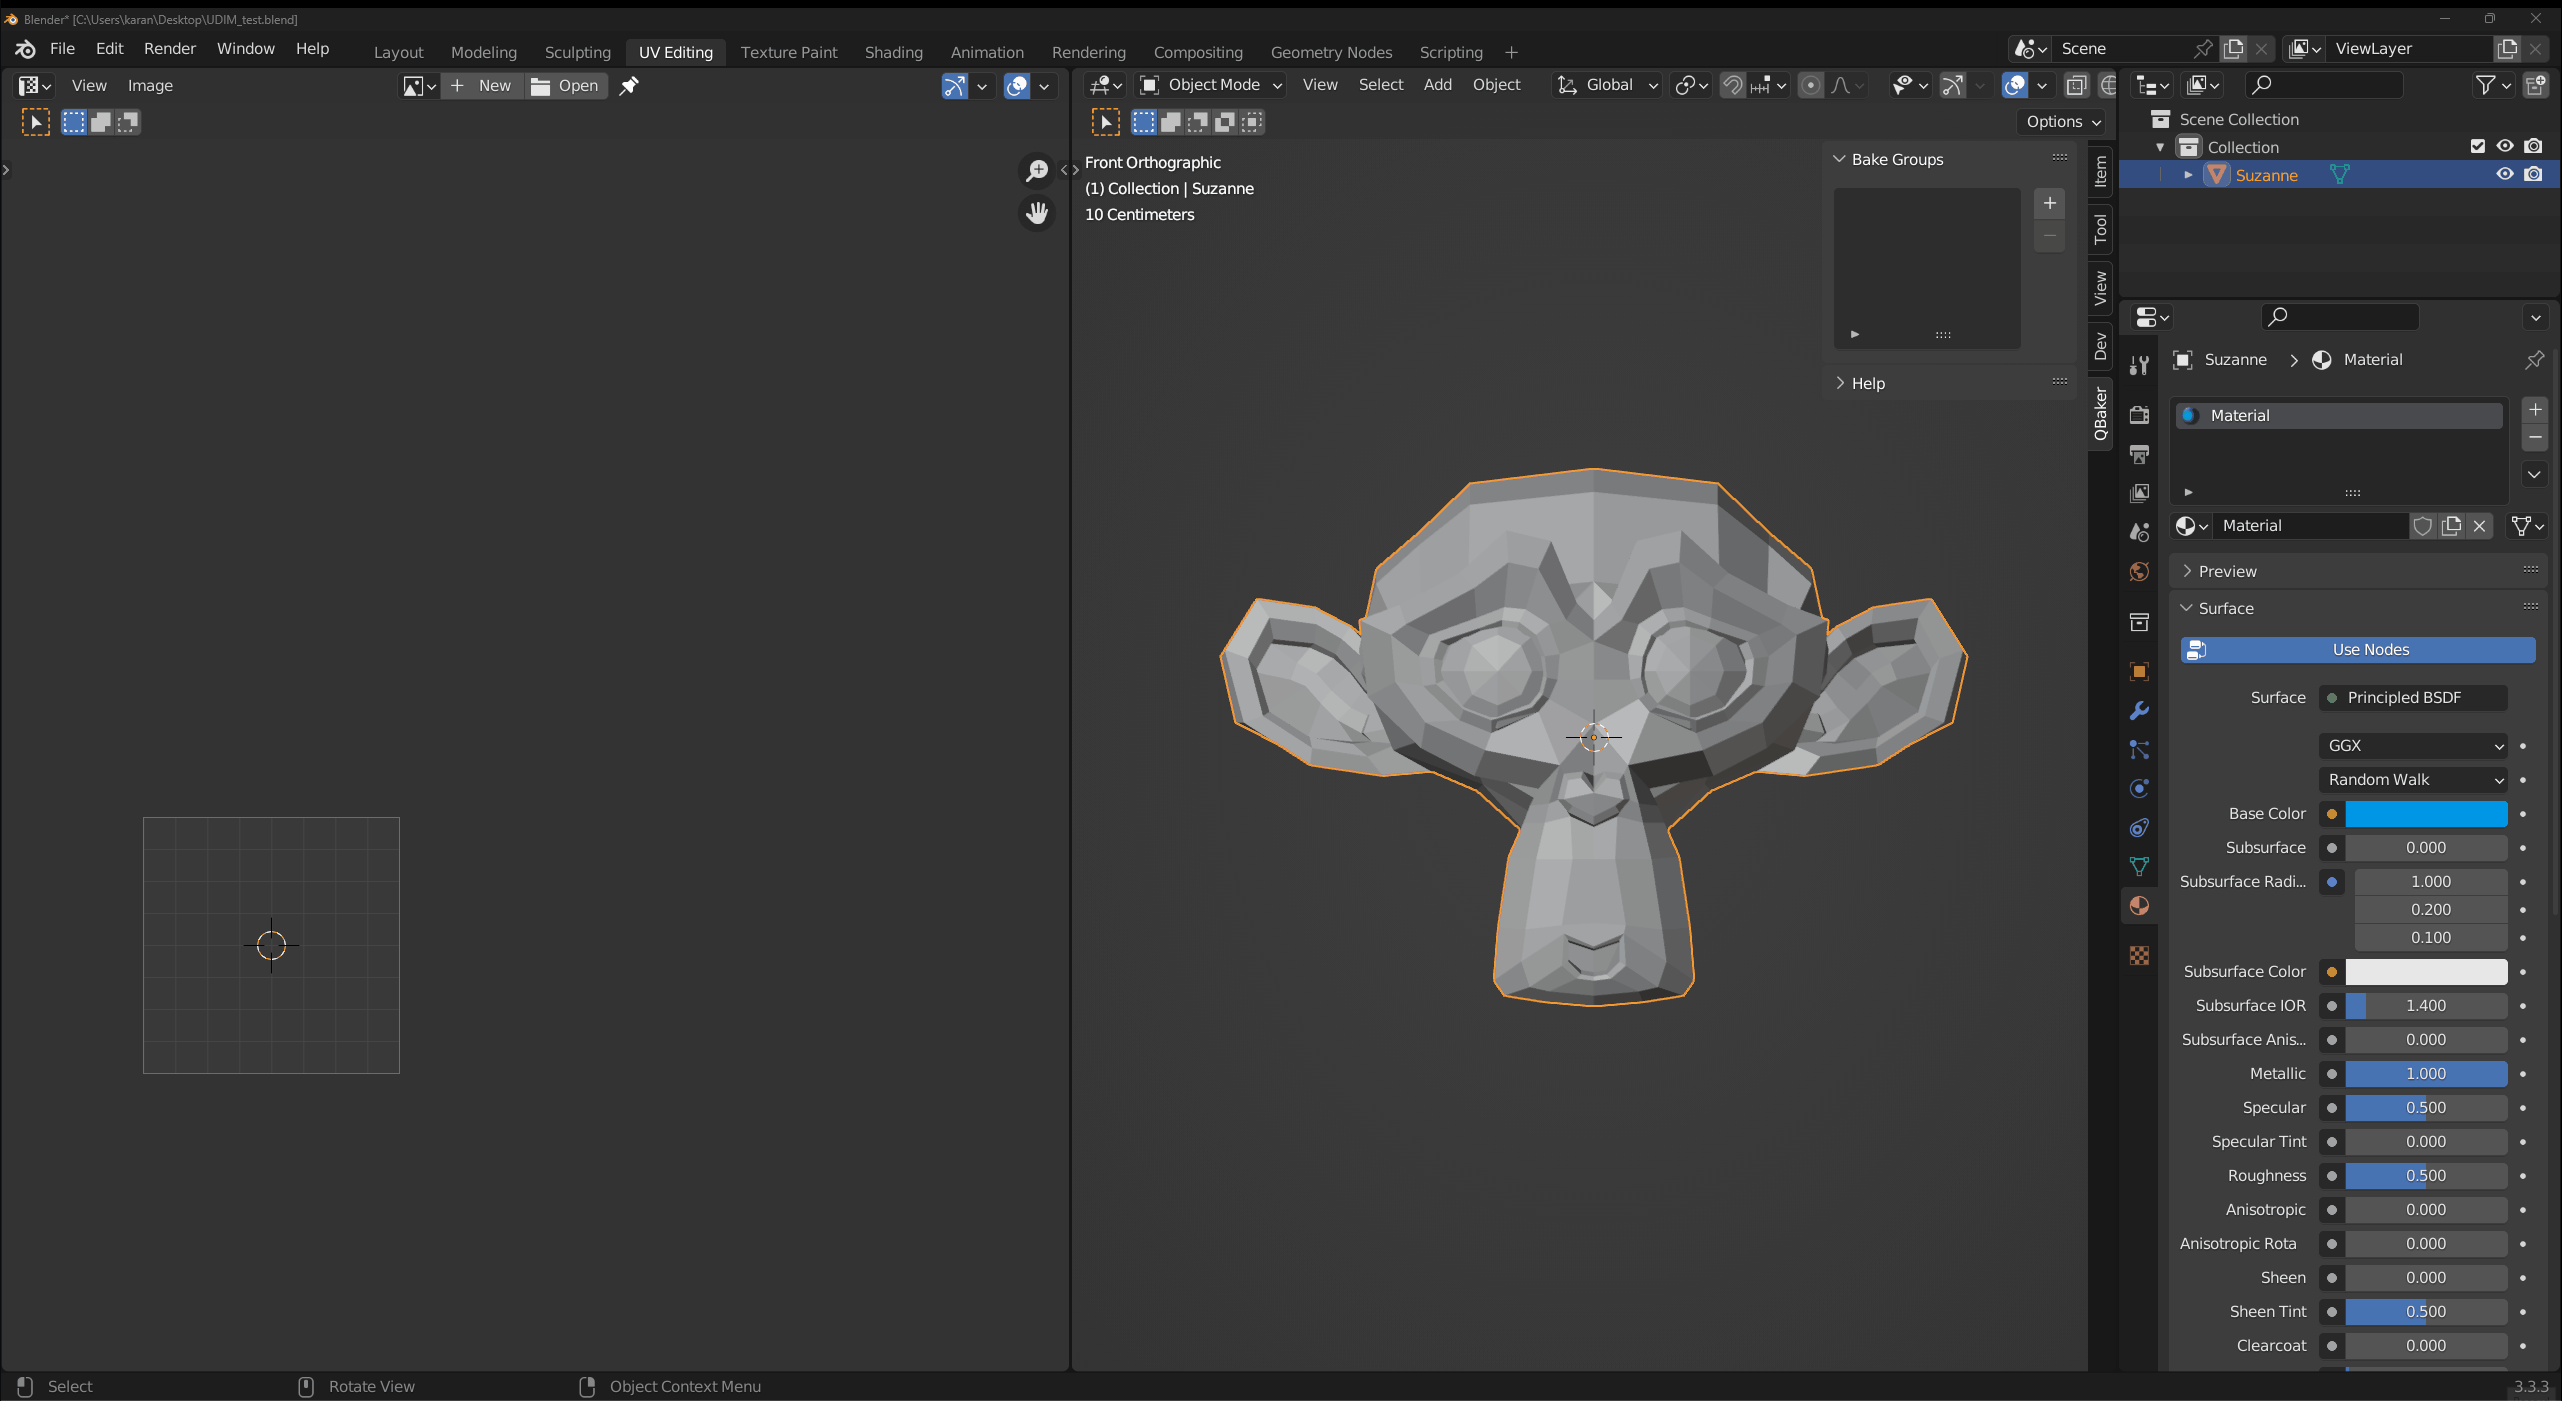 Blender* [C:\Users\karan\Desktop\UDIM_test.blend]
File Edit Render Window Help Layout Modeling Sculpting UV Editing Texture Paint Shading Animation Rendering Compositing Geometry Nodes Scripting + Scene ViewLayer
View Image + New Open Object Mode View Select Add Object Global
Options
Front Orthographic
(1) Collection | Suzanne
10 Centimeters
Bake Groups
Help
Item
Tool
View
Dev
QBaker
Scene Collection
Collection
Suzanne
Suzanne > Material
Material
Material
Preview
Surface
Use Nodes
Surface Principled BSDF
GGX
Random Walk
Base Color
Subsurface 0.000
Subsurface Radi... 1.000
0.200
0.100
Subsurface Color
Subsurface IOR 1.400
Subsurface Anis... 0.000
Metallic 1.000
Specular 0.500
Specular Tint 0.000
Roughness 0.500
Anisotropic 0.000
Anisotropic Rota 0.000
Sheen 0.000
Sheen Tint 0.500
Clearcoat 0.000
Select Rotate View Object Context Menu 3.3.3